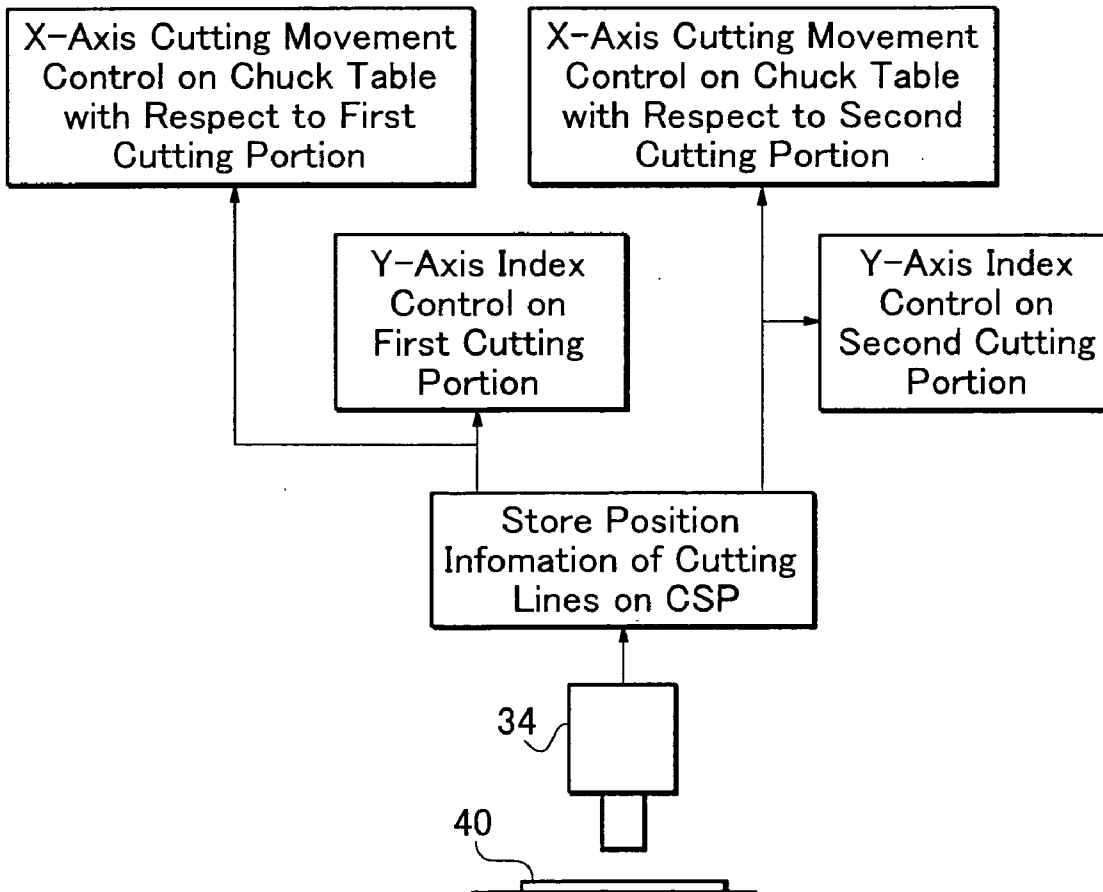 X-Axis Cutting Movement
Control on Chuck Table
with Respect to First
Cutting Portion
X-Axis Cutting Movement
Control on Chuck Table
with Respect to Second
Cutting Portion
Y-Axis Index
Control on
First Cutting
Portion
Y-Axis Index
Control on
Second Cutting
Portion
Store Position
Infomation of Cutting
Lines on CSP
34
40